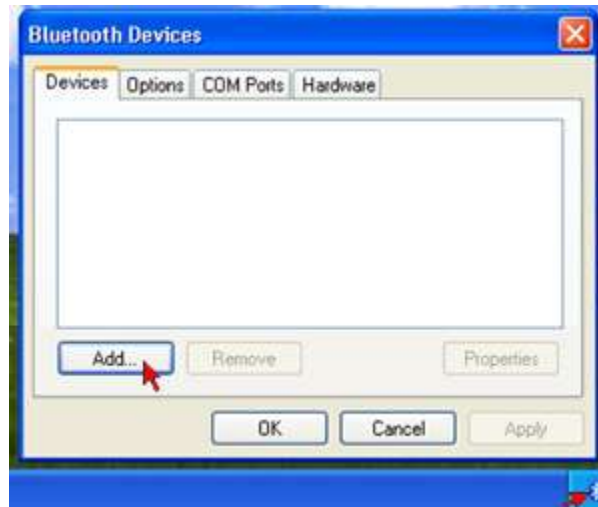 Bluetooth Devices
Devices Options COM Ports Hardware
Add... Remove Properties
OK Cancel Apply